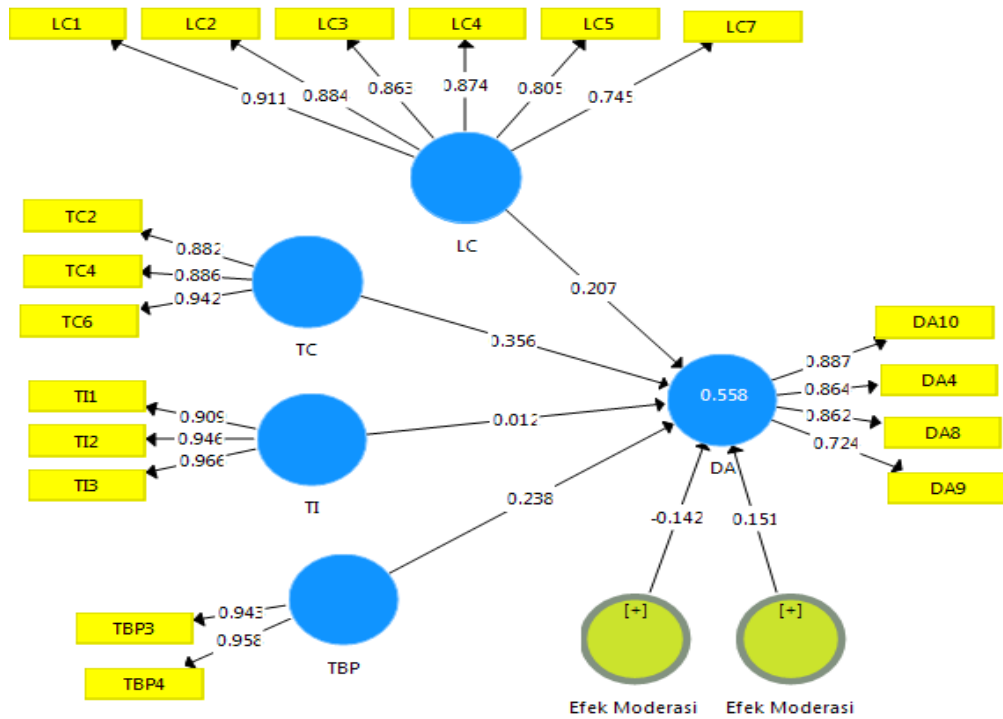 LC1 LC2 LC3 LC4 LC5 LC7
0.911 0.884 0.863 0.874 0.805 0.745
LC
0.207
TC2
TC4
TC6
0.882
0.886
0.942
TC
0.356
TI1
TI2
TI3
0.909
0.946
0.966
TI
0.012
TBP3
TBP4
0.943
0.958
TBP
0.238
0.558
DA
DA10
DA4
DA8
DA9
0.887
0.864
0.862
0.724
-0.142 0.151
[+] [+]
Efek Moderasi Efek Moderasi